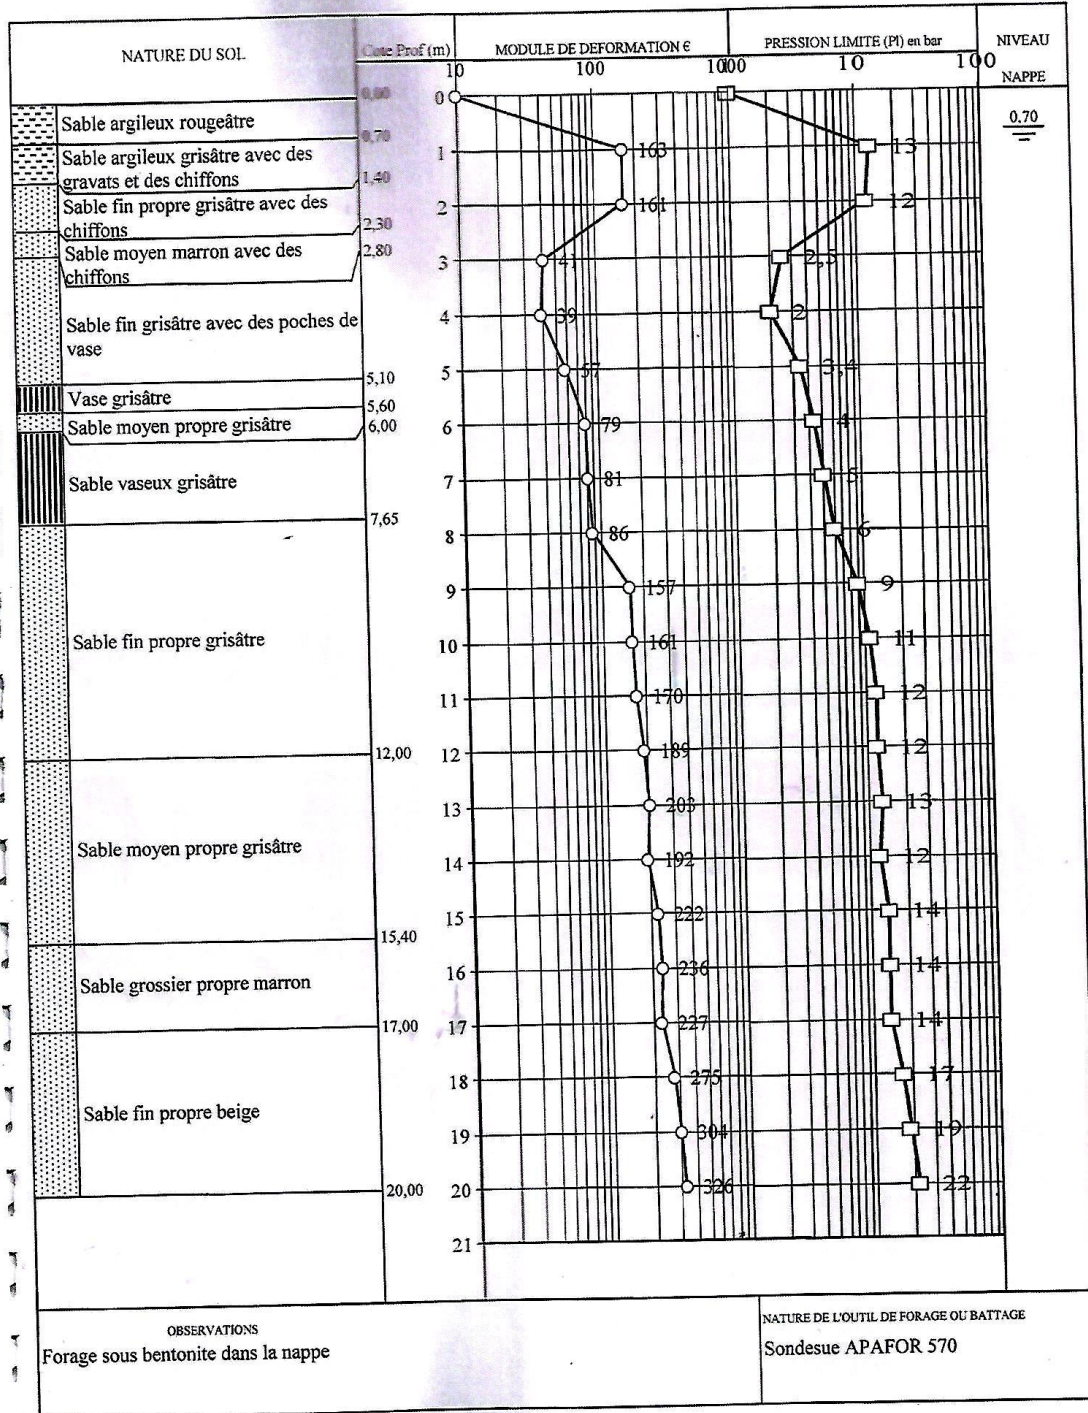 NATURE DU SOL
Cote Prof (m)
MODULE DE DEFORMATION €
PRESSION LIMITE (Pl) en bar
NIVEAU
NAPPE
10 100 1000
1 10 100
0,00
Sable argileux rougeâtre
0,70
Sable argileux grisâtre avec des
gravats et des chiffons
1,40
Sable fin propre grisâtre avec des
chiffons
2,30
Sable moyen marron avec des
chiffons
2,80
Sable fin grisâtre avec des poches de
vase
5,10
Vase grisâtre
5,60
Sable moyen propre grisâtre
6,00
Sable vaseux grisâtre
7,65
Sable fin propre grisâtre
12,00
Sable moyen propre grisâtre
15,40
Sable grossier propre marron
17,00
Sable fin propre beige
20,00
0
1 163 13
2 161 12
3 41 2,5
4 39 2
5 57 3,4
6 79 4
7 81 5
8 86 6
9 157 9
10 161 11
11 170 12
12 189 12
13 203 13
14 192 12
15 222 14
16 236 14
17 227 14
18 275 17
19 304 19
20 326 22
21
0.70
OBSERVATIONS
Forage sous bentonite dans la nappe
NATURE DE L'OUTIL DE FORAGE OU BATTAGE
Sondesue APAFOR 570